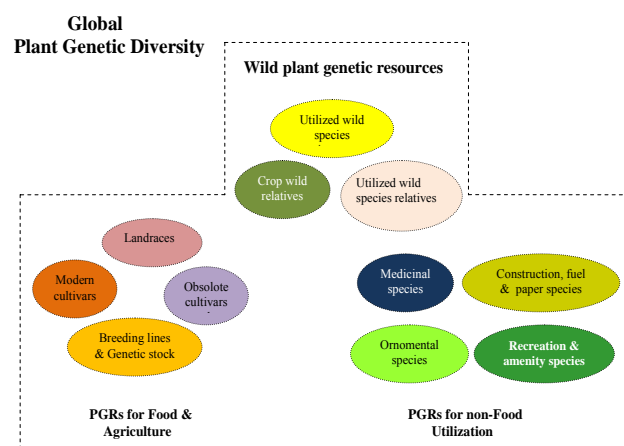 Global
Plant Genetic Diversity
Wild plant genetic resources
Utilized wild
species
Crop wild
relatives
Utilized wild
species relatives
Landraces
Modern
cultivars
Obsolote
cultivars
Breeding lines
& Genetic stock
Medicinal
species
Construction, fuel
& paper species
Ornomental
species
Recreation &
amenity species
PGRs for Food &
Agriculture
PGRs for non-Food
Utilization